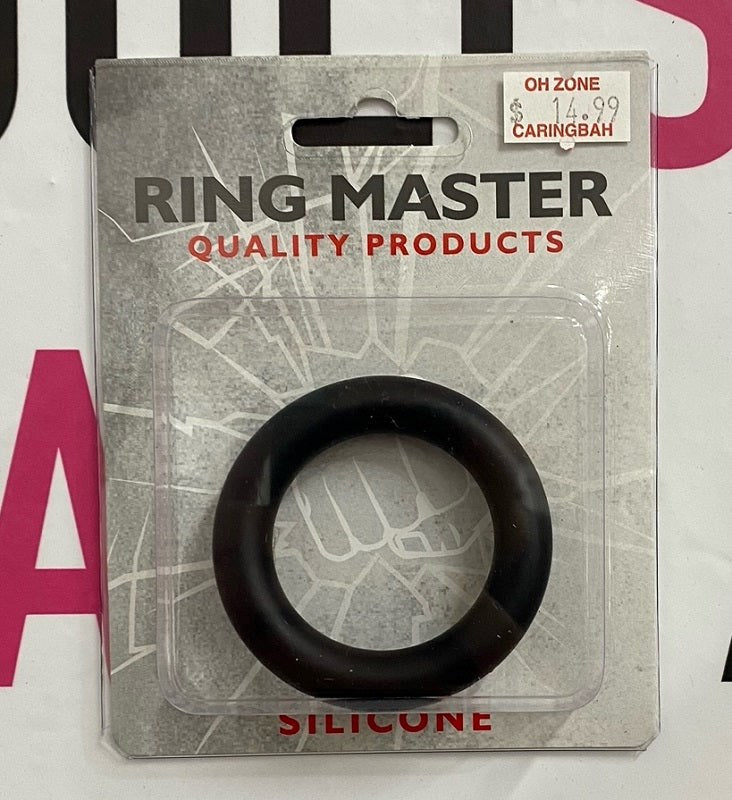 OH ZONE
$ 14.99
CARINGBAH
RING MASTER
QUALITY PRODUCTS
SILICONE